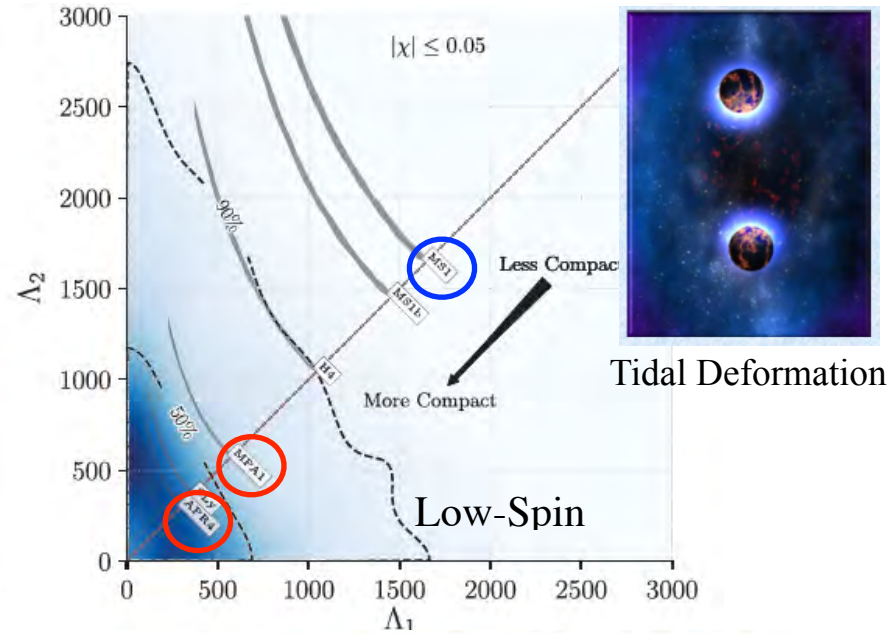 3000
|χ| ≤ 0.05
2500
2000
90%
Λ₂
1500
MS1
Less Compac
MS1b
1000
H4
Tidal Deformation
More Compact
50%
500
MPA1
APR4
Low-Spin
0
0 500 1000 1500 2000 2500 3000
Λ₁